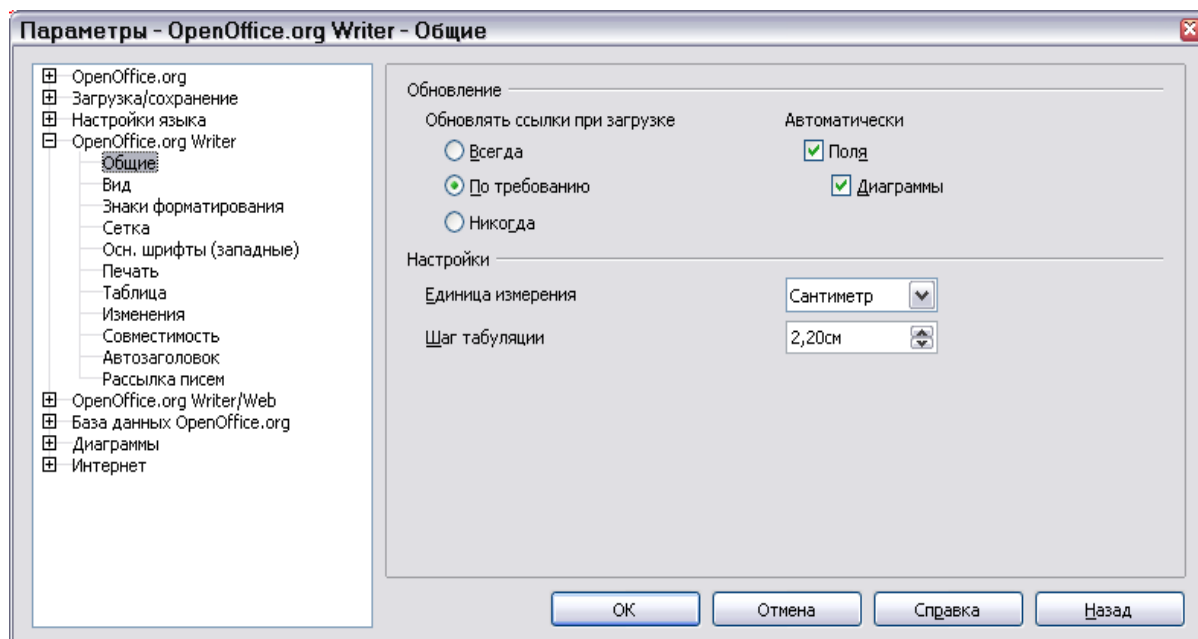 Параметры - OpenOffice.org Writer - Общие
OpenOffice.org
Загрузка/сохранение
Настройки языка
OpenOffice.org Writer
Общие
Вид
Знаки форматирования
Сетка
Осн. шрифты (западные)
Печать
Таблица
Изменения
Совместимость
Автозаголовок
Рассылка писем
OpenOffice.org Writer/Web
База данных OpenOffice.org
Диаграммы
Интернет
Обновление
Обновлять ссылки при загрузке
Всегда
По требованию
Никогда
Автоматически
Поля
Диаграммы
Настройки
Единица измерения Сантиметр
Шаг табуляции 2,20см
ОК Отмена Справка Назад